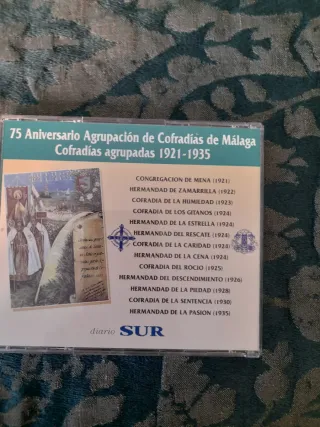 75 Aniversario Agrupación de Cofradías de Málaga
Cofradías agrupadas 1921-1935
CONGREGACION DE MENA (1921)
HERMANDAD DE ZAMARRILLA (1922)
COFRADIA DE LA HUMILDAD (1923)
COFRADIA DE LOS GITANOS (1924)
HERMANDAD DE LA ESTRELLA (1924)
HERMANDAD DEL RESCATE (1924)
COFRADIA DE LA CARIDAD (1924)
HERMANDAD DE LA CENA (1924)
COFRADIA DEL ROCIO (1925)
HERMANDAD DEL DESCENDIMIENTO (1926)
HERMANDAD DE LA PIEDAD (1928)
COFRADIA DE LA SENTENCIA (1930)
HERMANDAD DE LA PASION (1935)
diario SUR